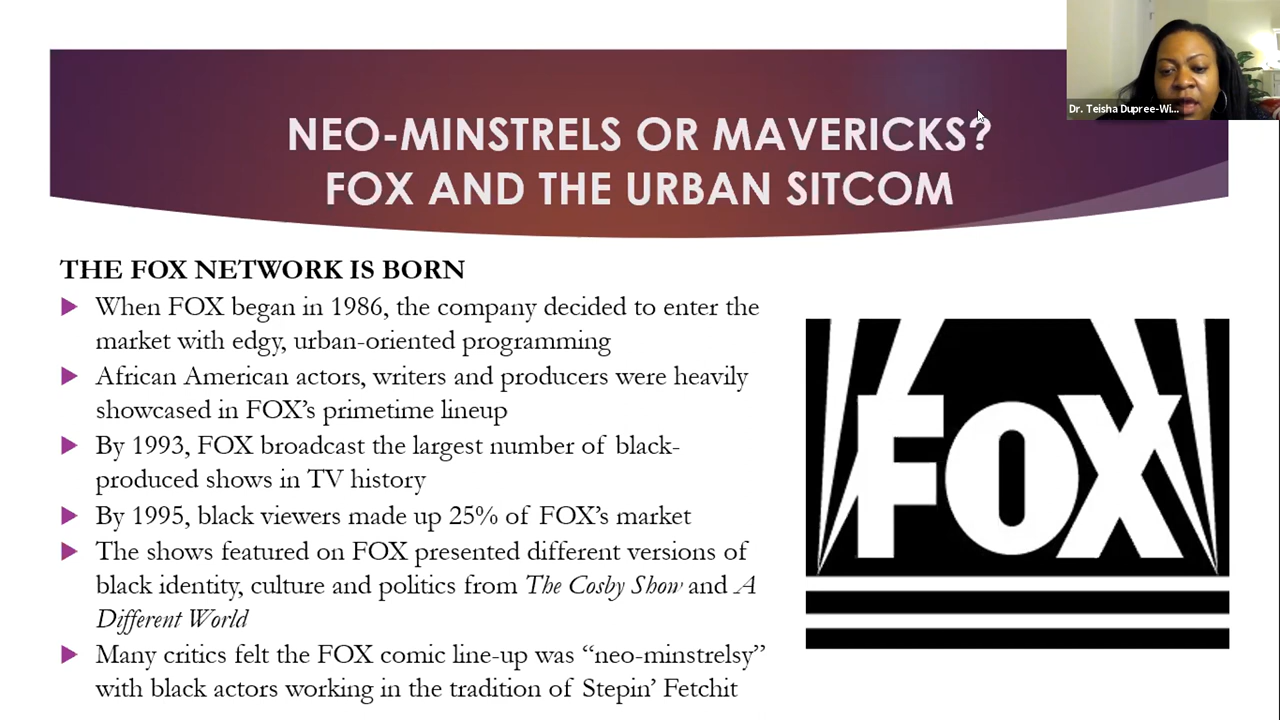 Dr. Teisha Dupree-Wi...
NEO-MINSTRELS OR MAVERICKS?
FOX AND THE URBAN SITCOM
THE FOX NETWORK IS BORN
When FOX began in 1986, the company decided to enter the
market with edgy, urban-oriented programming
African American actors, writers and producers were heavily
showcased in FOX’s primetime lineup
By 1993, FOX broadcast the largest number of black-
produced shows in TV history
By 1995, black viewers made up 25% of FOX’s market
The shows featured on FOX presented different versions of
black identity, culture and politics from The Cosby Show and A
Different World
Many critics felt the FOX comic line-up was “neo-minstrelsy”
with black actors working in the tradition of Stepin’ Fetchit
FOX